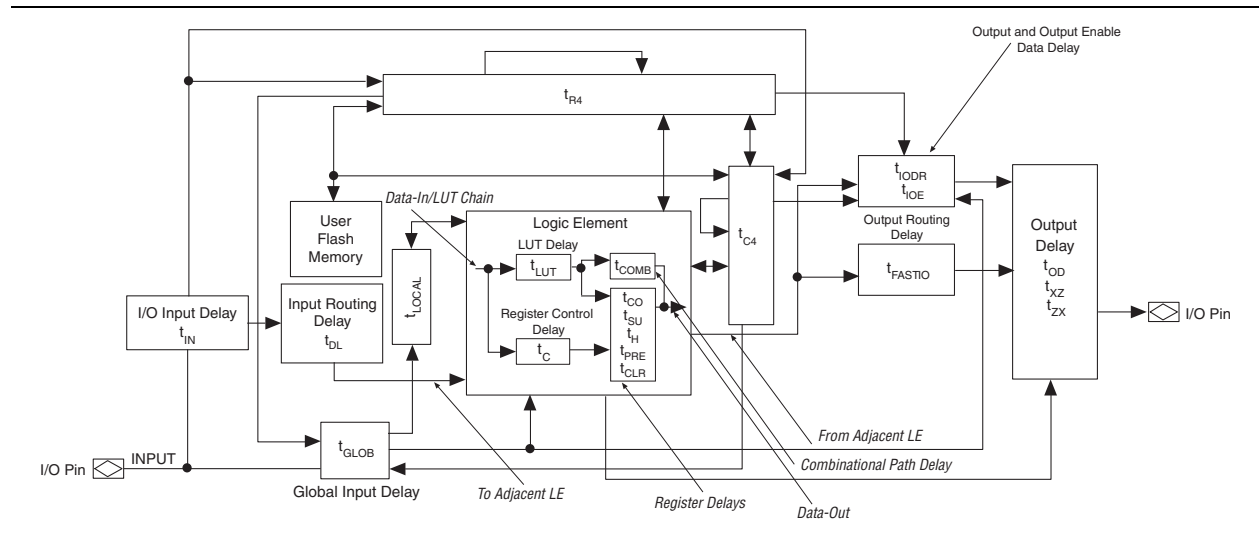 Output and Output Enable
Data Delay
tR4
tIODR
tIOE
Data-In/LUT Chain
User
Flash
Memory
Logic Element
tC4
Output Routing
Delay
tFASTIO
Output
Delay
tOD
tXZ
tZX
I/O Pin
LUT Delay
tLUT
tCOMB
tLOCAL
I/O Input Delay
tIN
Input Routing
Delay
tDL
Register Control
Delay
tC
tCO
tSU
tH
tPRE
tCLR
From Adjacent LE
tGLOB
INPUT
I/O Pin
Global Input Delay
To Adjacent LE
Register Delays
Combinational Path Delay
Data-Out